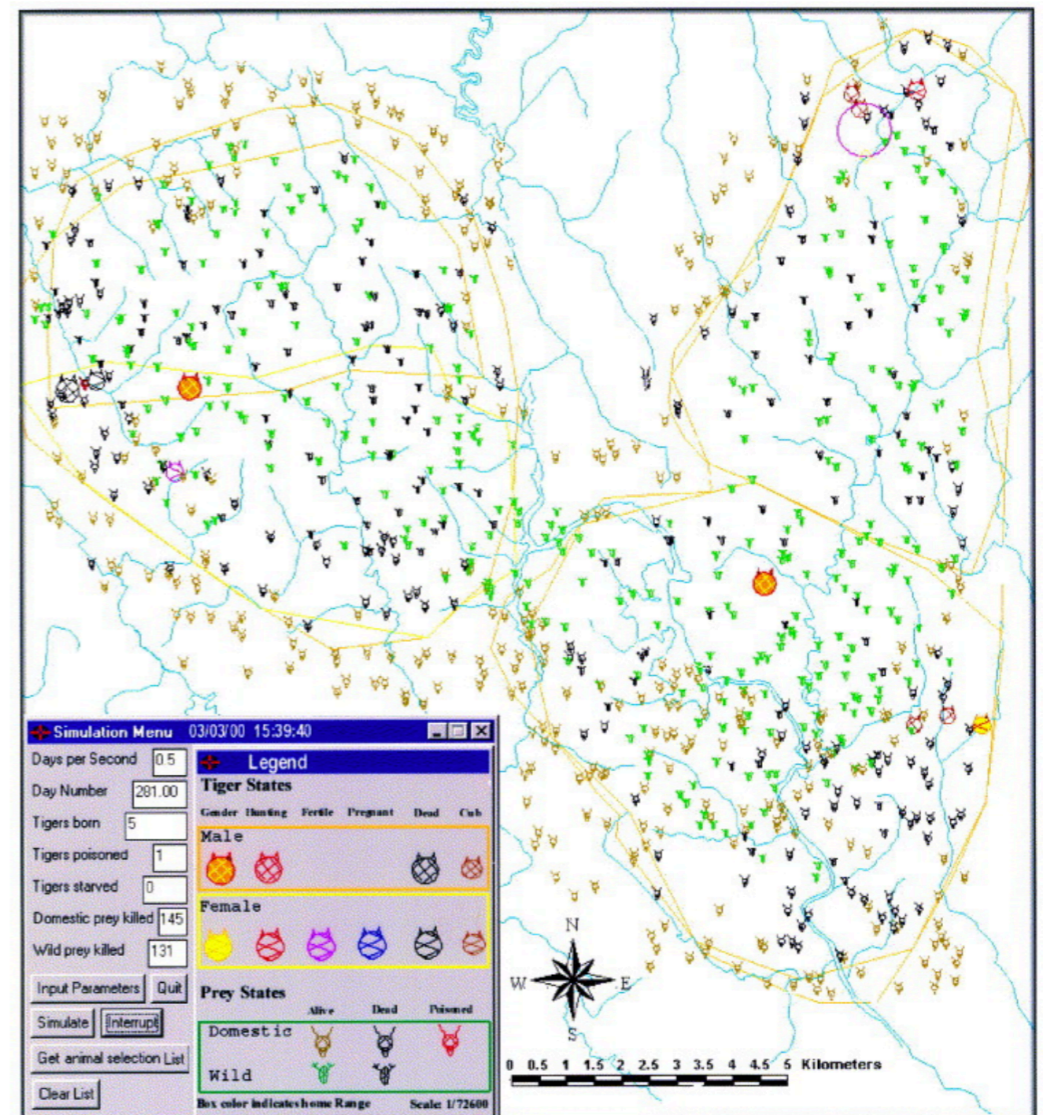 Simulation Menu 03/03/00 15:39:40
Days per Second 0.5
Day Number 281.00
Tigers born 5
Tigers poisoned 1
Tigers starved 0
Domestic prey killed 145
Wild prey killed 131
Input Parameters Quit
Simulate Interrupt
Get animal selection List
Clear List
Legend
Tiger States
Gender Hunting Fertile Pregnant Dead Cub
Male
Female
Prey States
Alive Dead Poisoned
Domestic
Wild
Box color indicates home Range Scale: 1/72600
N
W E
S
0 0.5 1 1.5 2 2.5 3 3.5 4 4.5 5 Kilometers